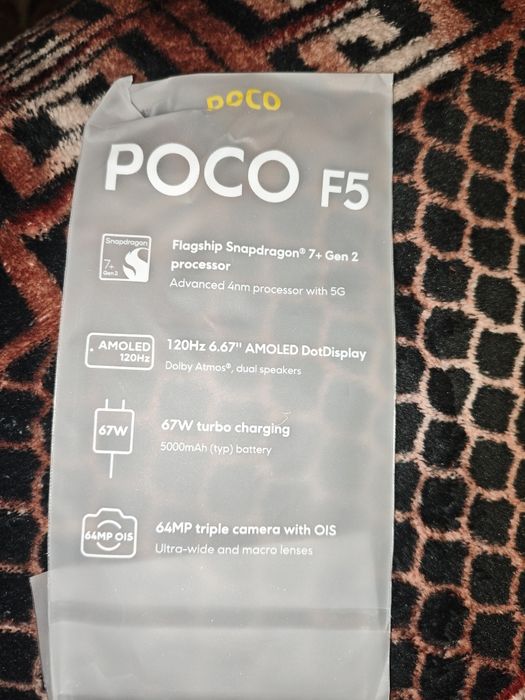 POCO
POCO F5
Snapdragon
7+
Gen 2
Flagship Snapdragon® 7+ Gen 2
processor
Advanced 4nm processor with 5G
AMOLED
120Hz
120Hz 6.67" AMOLED DotDisplay
Dolby Atmos®, dual speakers
67W
67W turbo charging
5000mAh (typ) battery
64MP OIS
64MP triple camera with OIS
Ultra-wide and macro lenses